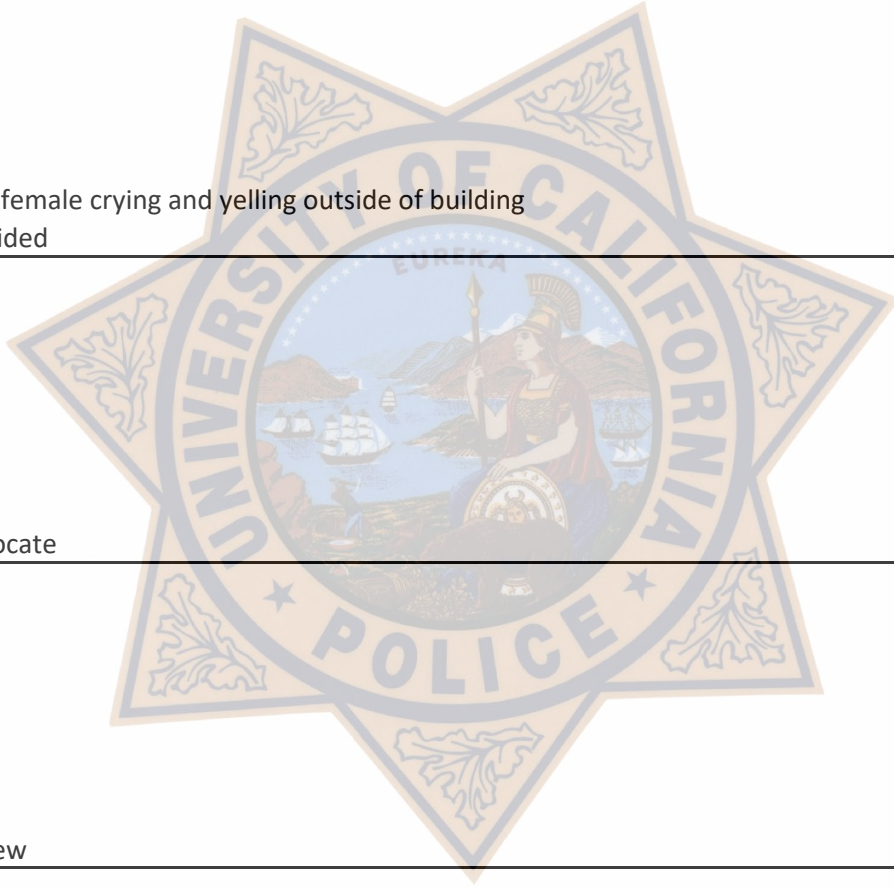 UNIVERSITY OF CALIFORNIA
EUREKA
female crying and yelling outside of building
ided
ocate
POLICE
ew